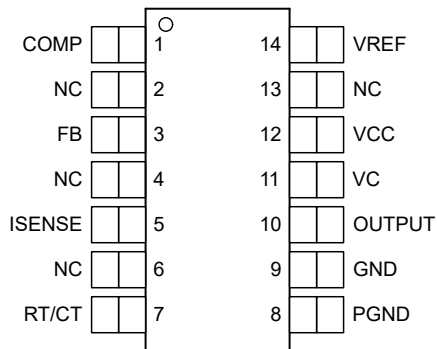 COMP 1 14 VREF
NC 2 13 NC
FB 3 12 VCC
NC 4 11 VC
ISENSE 5 10 OUTPUT
NC 6 9 GND
RT/CT 7 8 PGND